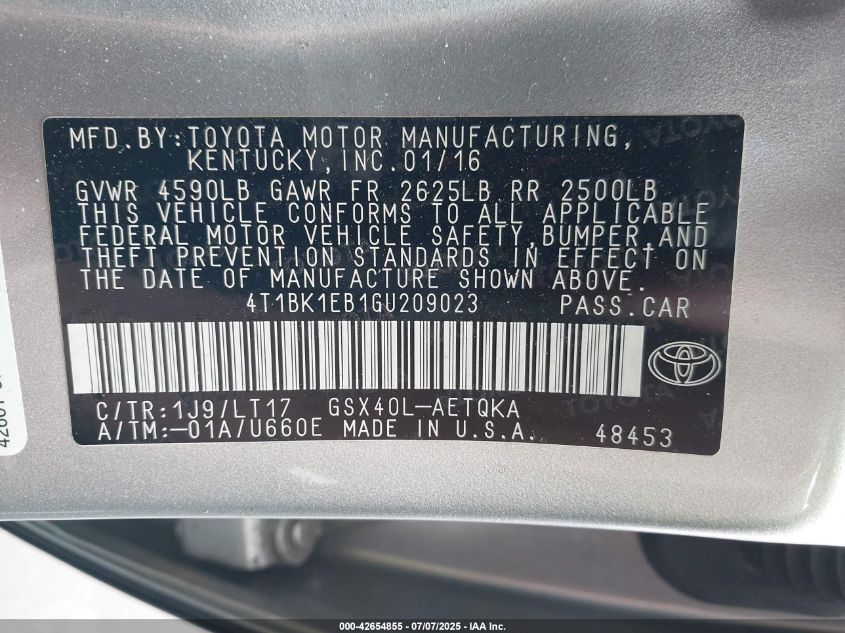 MFD.BY:TOYOTA MOTOR MANUFACTURING,
KENTUCKY,INC.01/16
GVWR 4590LB GAWR FR 2625LB RR 2500LB
THIS VEHICLE CONFORMS TO ALL APPLICABLE
FEDERAL MOTOR VEHICLE SAFETY,BUMPER,AND
THEFT PREVENTION STANDARDS IN EFFECT ON
THE DATE OF MANUFACTURE SHOWN ABOVE.
4T1BK1EB1GU209023 PASS.CAR
C/TR:1J9/LT17 GSX40L-AETQKA
A/TM:-01A/U660E MADE IN U.S.A. 48453
000-42654855 - 07/07/2025 - IAA Inc.